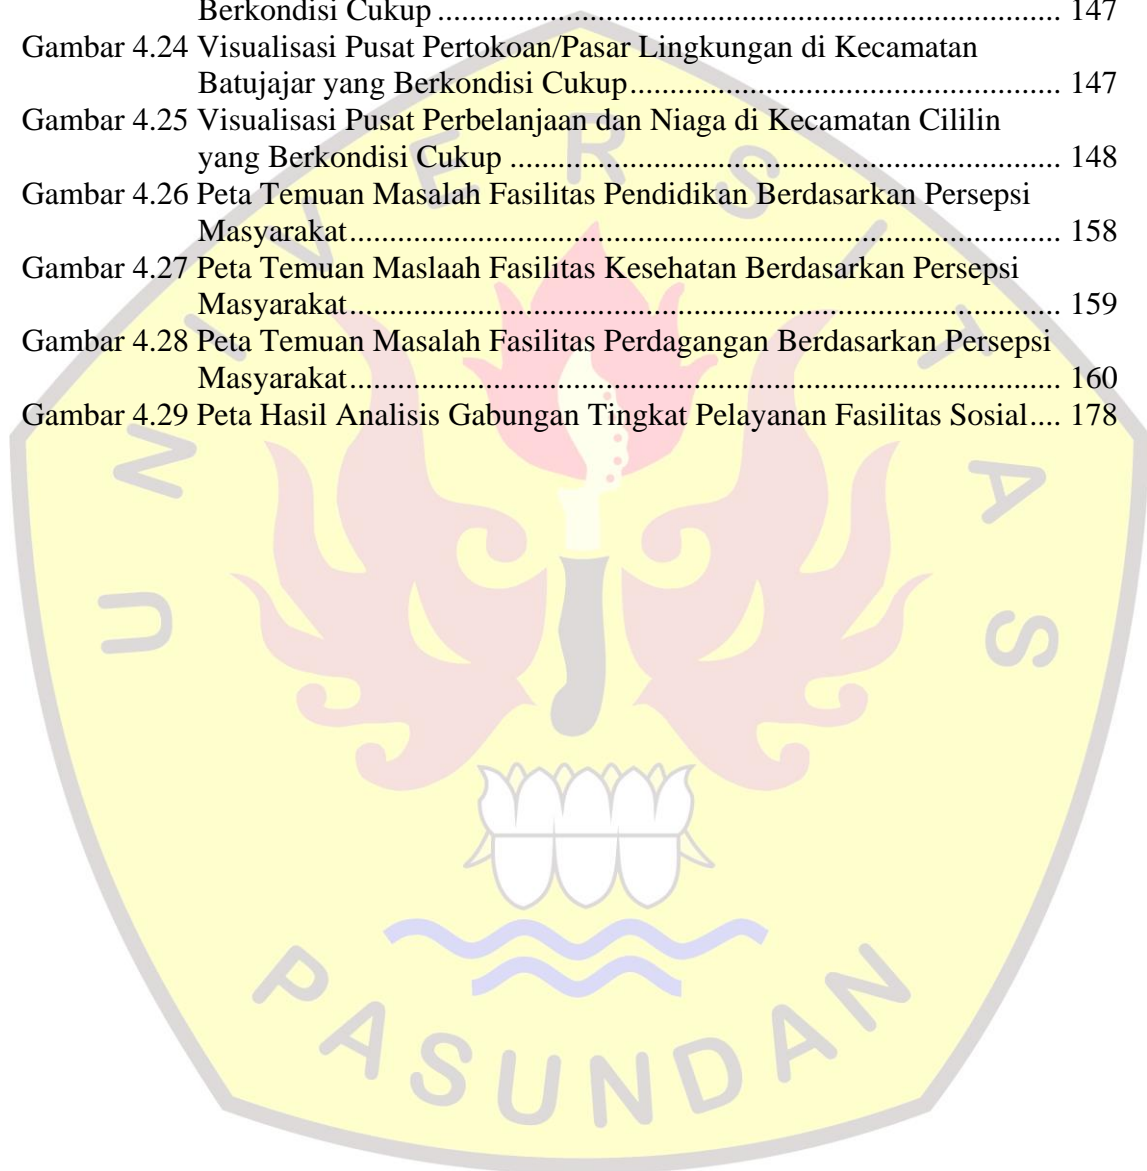 Berkondisi Cukup .................................................................. 147
Gambar 4.24 Visualisasi Pusat Pertokoan/Pasar Lingkungan di Kecamatan
Batujajar yang Berkondisi Cukup .............................................. 147
Gambar 4.25 Visualisasi Pusat Perbelanjaan dan Niaga di Kecamatan Cililin
yang Berkondisi Cukup .......................................................... 148
Gambar 4.26 Peta Temuan Masalah Fasilitas Pendidikan Berdasarkan Persepsi
Masyarakat ........................................................................... 158
Gambar 4.27 Peta Temuan Maslaah Fasilitas Kesehatan Berdasarkan Persepsi
Masyarakat ........................................................................... 159
Gambar 4.28 Peta Temuan Masalah Fasilitas Perdagangan Berdasarkan Persepsi
Masyarakat ........................................................................... 160
Gambar 4.29 Peta Hasil Analisis Gabungan Tingkat Pelayanan Fasilitas Sosial .... 178
UNIVERSITAS
PASUNDAN